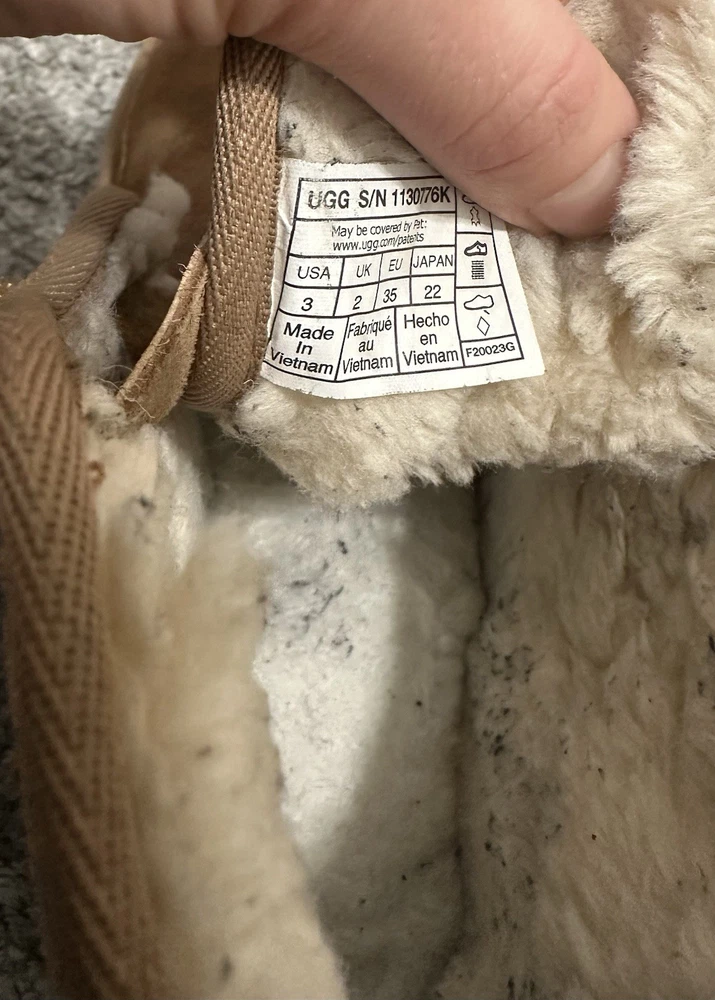 UGG S/N 1130776K
May be covered by Pat:
www.ugg.com/patents
USA UK EU JAPAN
3 2 35 22
Made In Vietnam
Fabriqué au Vietnam
Hecho en Vietnam
F20023G